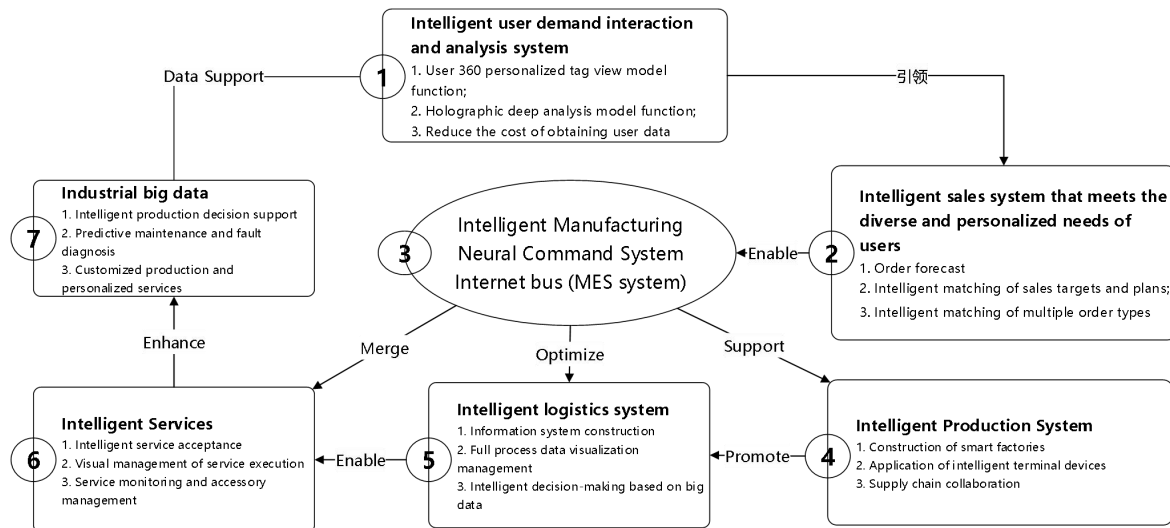 Intelligent user demand interaction
and analysis system
1. User 360 personalized tag view model
function;
2. Holographic deep analysis model function;
3. Reduce the cost of obtaining user data
1
Data Support
引领
Industrial big data
1. Intelligent production decision support
2. Predictive maintenance and fault
diagnosis
3. Customized production and
personalized services
7
Intelligent Manufacturing
Neural Command System
Internet bus (MES system)
3
Enable
Intelligent sales system that meets the
diverse and personalized needs of
users
1. Order forecast
2. Intelligent matching of sales targets and plans;
3. Intelligent matching of multiple order types
2
Enhance
Merge
Optimize
Support
Intelligent Services
1. Intelligent service acceptance
2. Visual management of service execution
3. Service monitoring and accessory
management
6
Enable
Intelligent logistics system
1. Information system construction
2. Full process data visualization
management
3. Intelligent decision-making based on big
data
5
Promote
Intelligent Production System
1. Construction of smart factories
2. Application of intelligent terminal devices
3. Supply chain collaboration
4